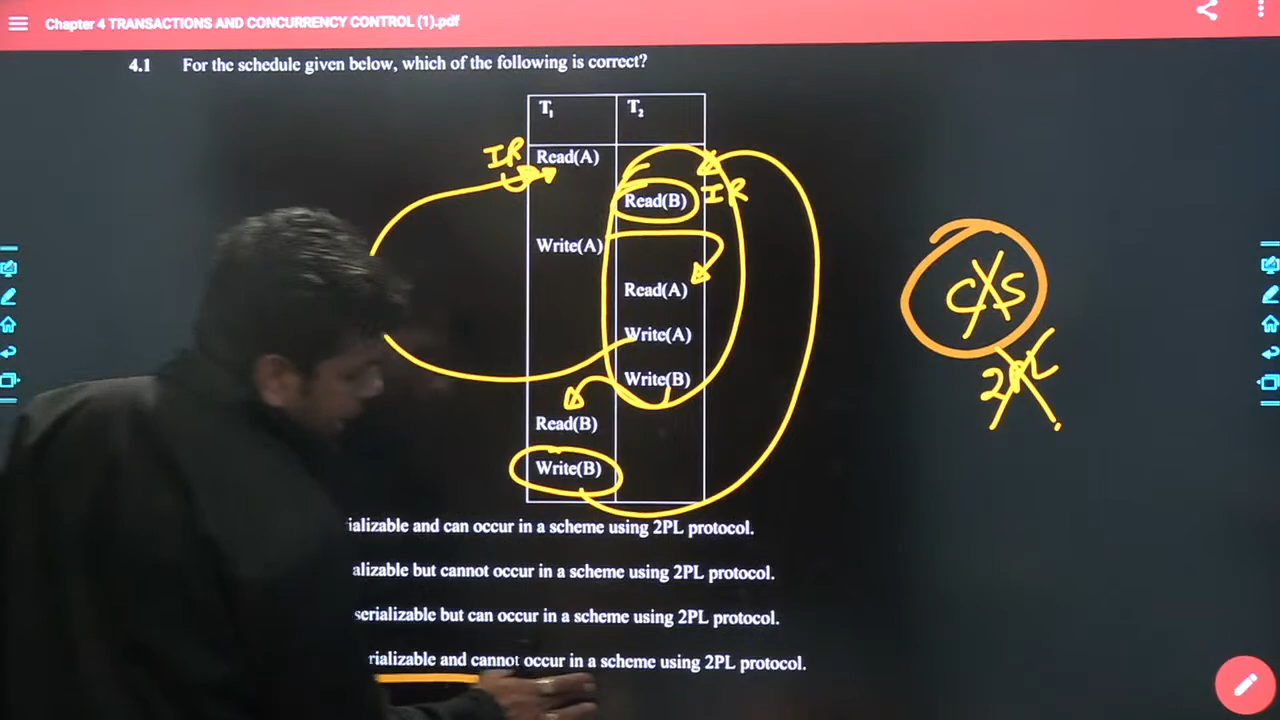 Chapter 4 TRANSACTIONS AND CONCURRENCY CONTROL (1).pdf
4.1 For the schedule given below, which of the following is correct?
T1 T2
IR Read(A)
Read(B) IR
Write(A)
Read(A)
Write(A)
Write(B)
Read(B)
Write(B)
CS
2PL
ializable and can occur in a scheme using 2PL protocol.
alizable but cannot occur in a scheme using 2PL protocol.
serializable but can occur in a scheme using 2PL protocol.
rializable and cannot occur in a scheme using 2PL protocol.